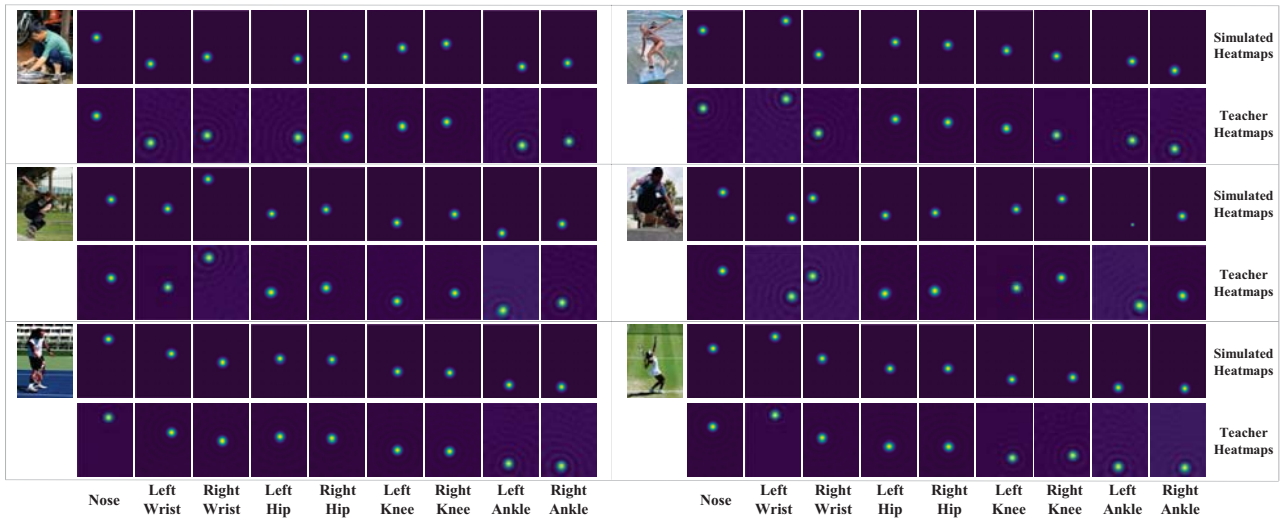 Simulated
Heatmaps
Teacher
Heatmaps
Simulated
Heatmaps
Teacher
Heatmaps
Simulated
Heatmaps
Teacher
Heatmaps
Nose
Left
Wrist
Right
Wrist
Left
Hip
Right
Hip
Left
Knee
Right
Knee
Left
Ankle
Right
Ankle
Nose
Left
Wrist
Right
Wrist
Left
Hip
Right
Hip
Left
Knee
Right
Knee
Left
Ankle
Right
Ankle